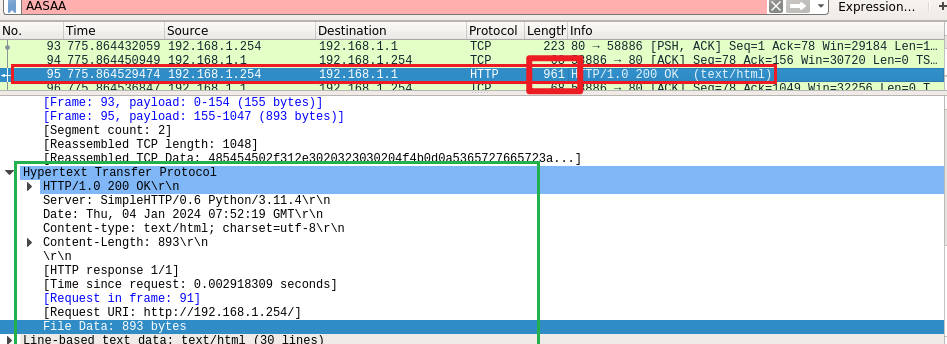 AASAA Expression...
No. Time Source Destination Protocol Length Info
93 775.864432059 192.168.1.254 192.168.1.1 TCP 223 80 → 58886 [PSH, ACK] Seq=1 Ack=78 Win=29184 Len=1…
94 775.864450949 192.168.1.1 192.168.1.254 TCP 68 → 80 [ACK] Seq=78 Ack=156 Win=30720 Len=0 TS…
95 775.864529474 192.168.1.254 192.168.1.1 HTTP 961 HTTP/1.0 200 OK (text/html)
96 775.864536847 192.168.1.1 192.168.1.254 TCP 68 58886 → 80 [ACK] Seq=78 Ack=1049 Win=32256 Len=0 T…
[Frame: 93, payload: 0-154 (155 bytes)]
[Frame: 95, payload: 155-1047 (893 bytes)]
[Segment count: 2]
[Reassembled TCP length: 1048]
[Reassembled TCP Data: 485454502f312e3020323030204f4b0d0a5365727665723a...]
Hypertext Transfer Protocol
HTTP/1.0 200 OK\r\n
Server: SimpleHTTP/0.6 Python/3.11.4\r\n
Date: Thu, 04 Jan 2024 07:52:19 GMT\r\n
Content-type: text/html; charset=utf-8\r\n
Content-Length: 893\r\n
\r\n
[HTTP response 1/1]
[Time since request: 0.002918309 seconds]
[Request in frame: 91]
[Request URI: http://192.168.1.254/]
File Data: 893 bytes
Line-based text data: text/html (30 lines)